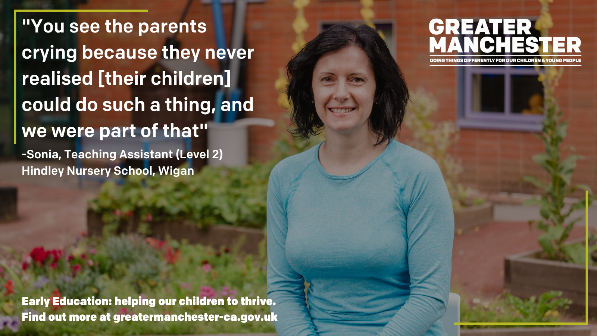 "You see the parents
crying because they never
realised [their children]
could do such a thing, and
we were part of that"
-Sonia, Teaching Assistant (Level 2)
Hindley Nursery School, Wigan
GREATER
MANCHESTER
DOING THINGS DIFFERENTLY FOR OUR CHILDREN & YOUNG PEOPLE
Early Education: helping our children to thrive.
Find out more at greatermanchester-ca.gov.uk